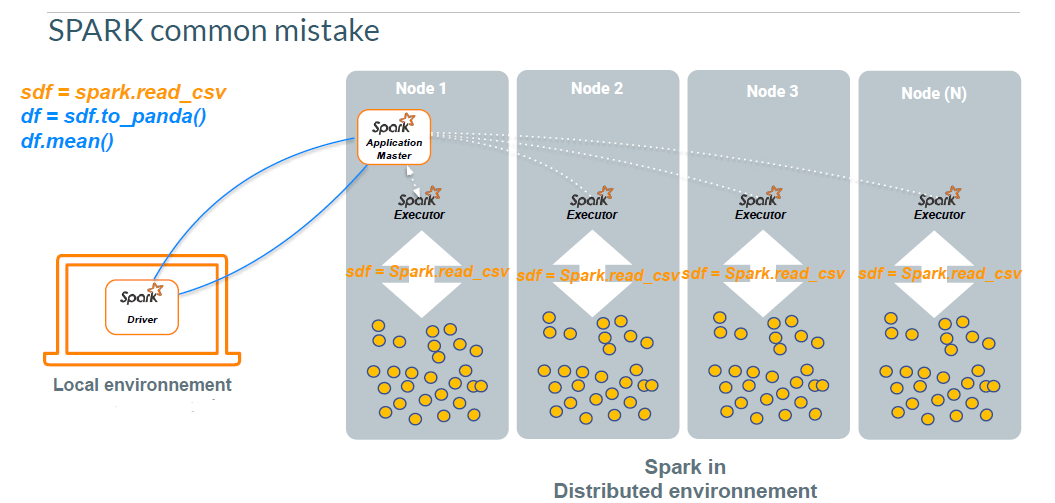 SPARK common mistake
sdf = spark.read_csv
df = sdf.to_panda()
df.mean()
Node 1
Node 2
Node 3
Node (N)
Spark
Application
Master
Spark
Executor
Spark
Executor
Spark
Executor
Spark
Executor
sdf = Spark.read_csv
sdf = Spark.read_csv
sdf = Spark.read_csv
sdf = Spark.read_csv
Spark
Driver
Local environnement
Spark in
Distributed environnement